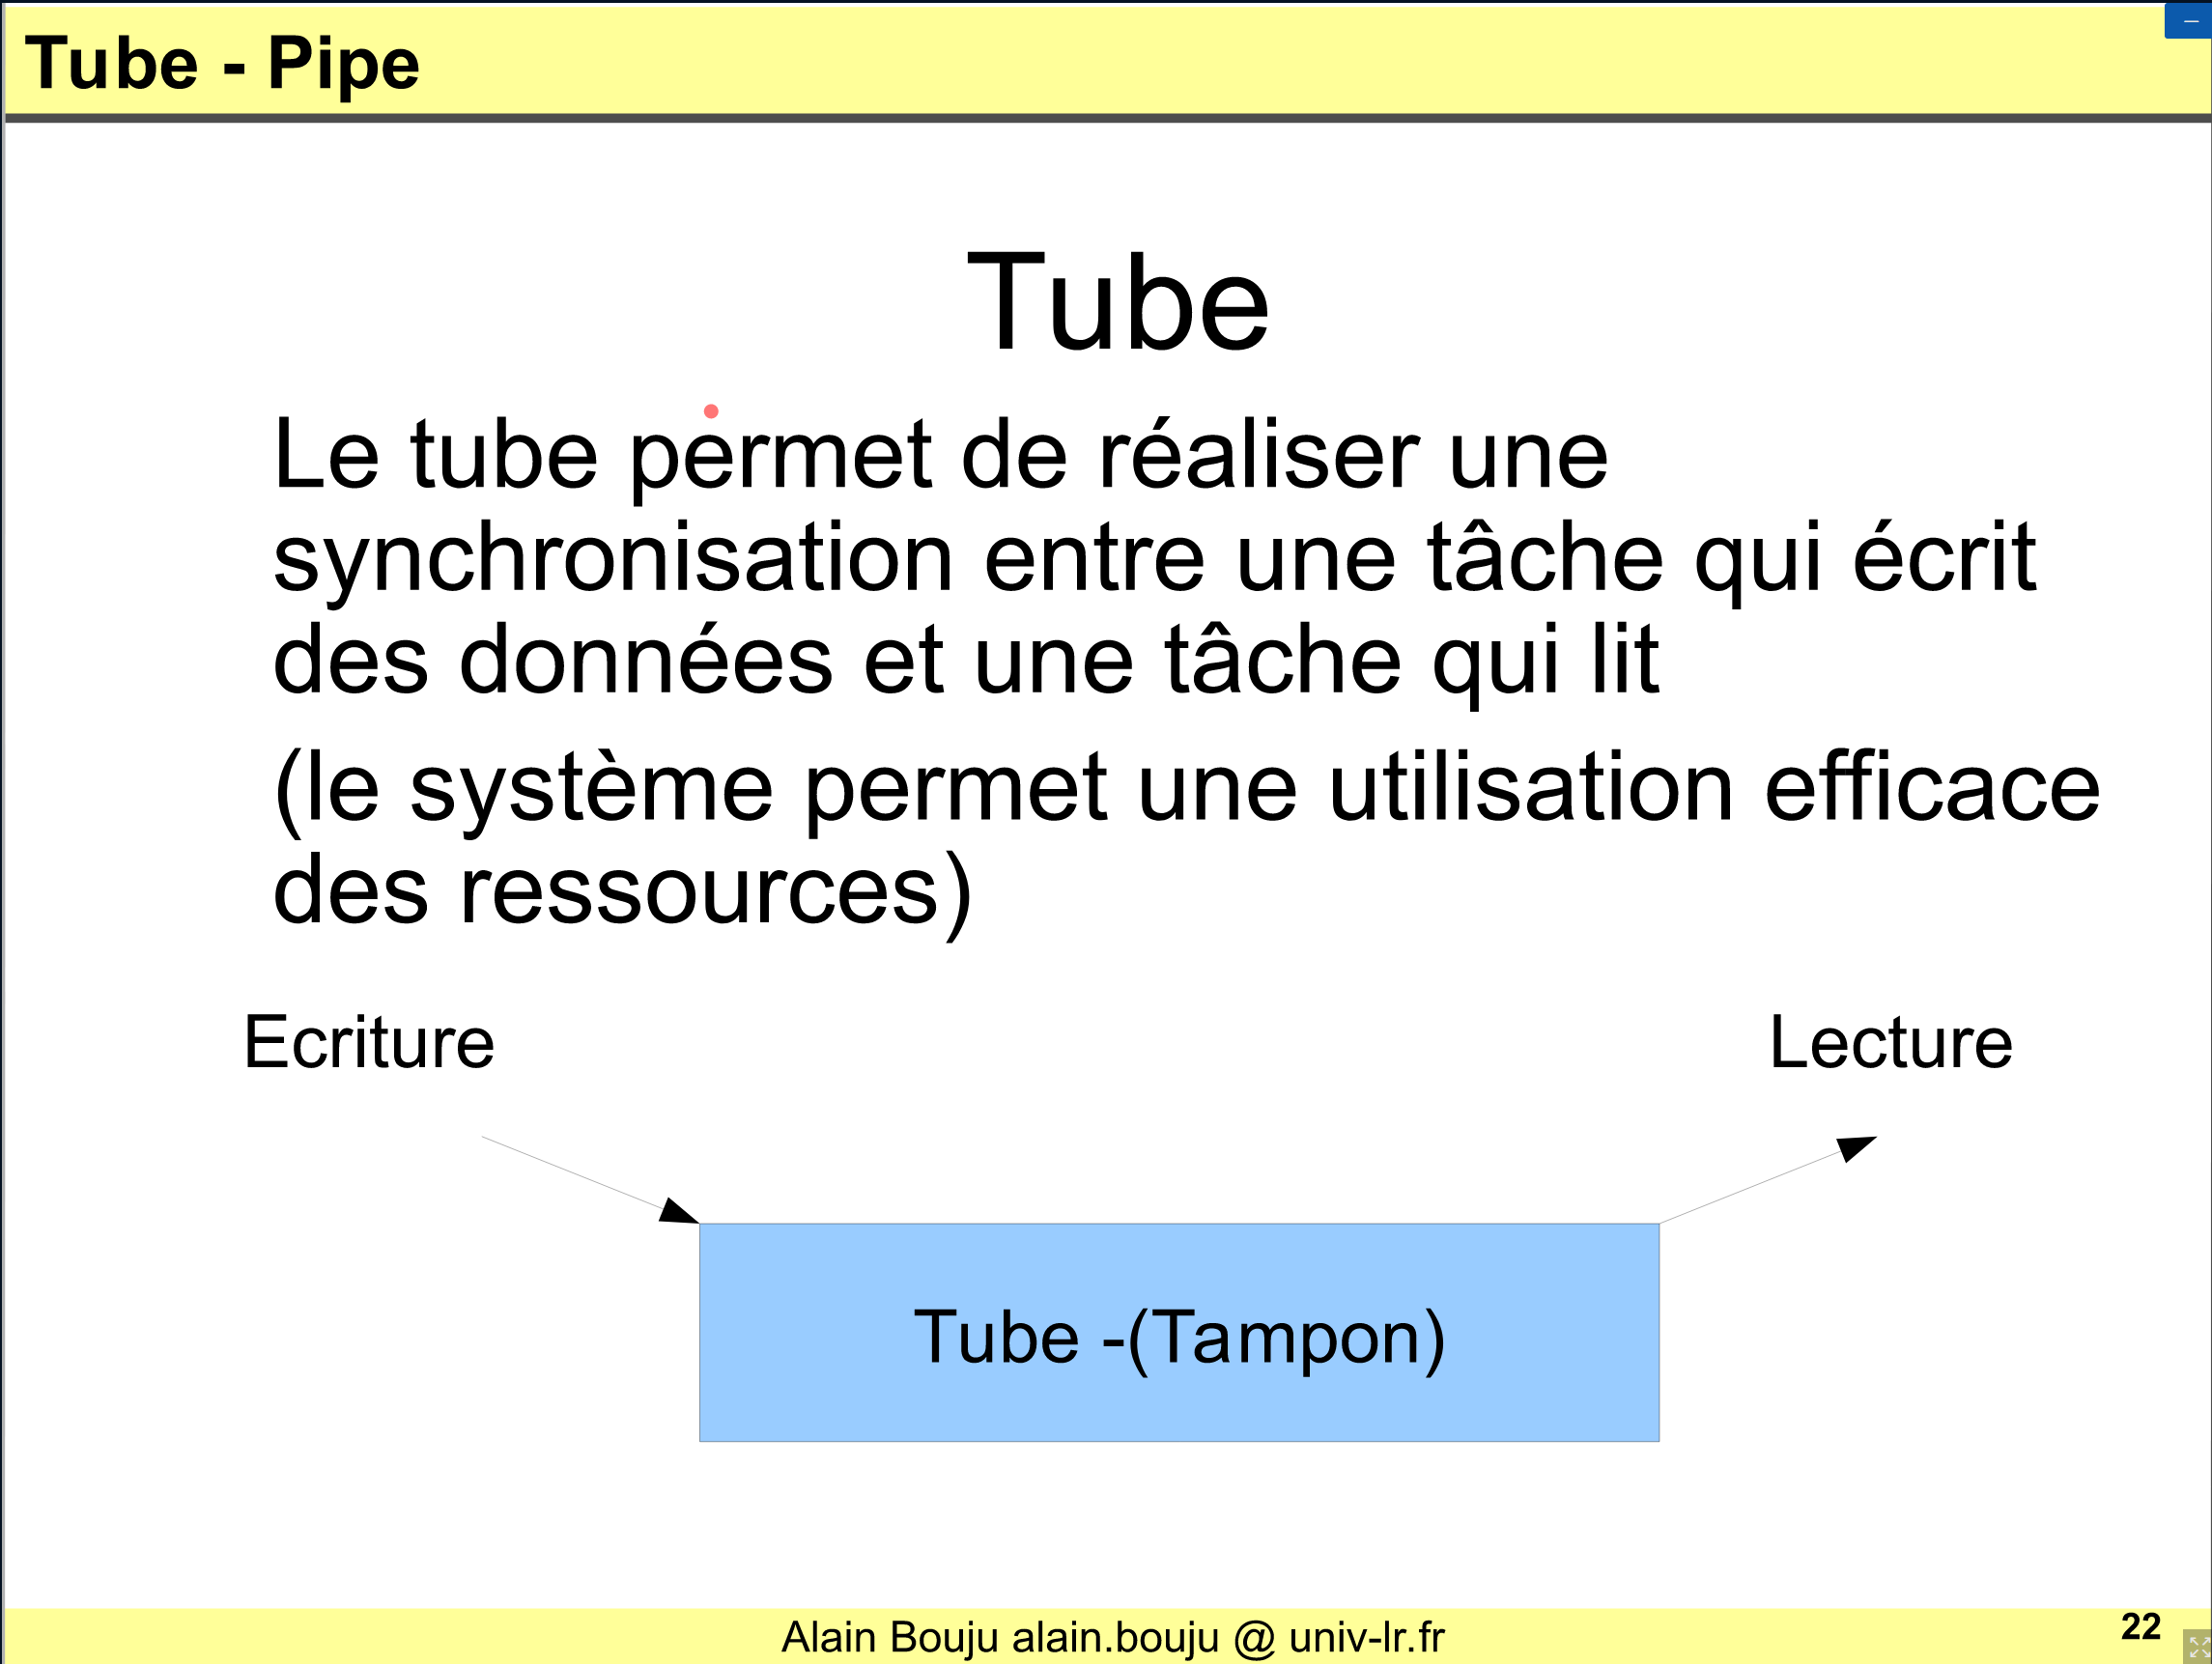 Tube - Pipe
Tube
Le tube permet de réaliser une
synchronisation entre une tâche qui écrit
des données et une tâche qui lit
(le système permet une utilisation efficace
des ressources)
Ecriture
Lecture
Tube -(Tampon)
Alain Bouju alain.bouju @ univ-lr.fr
22